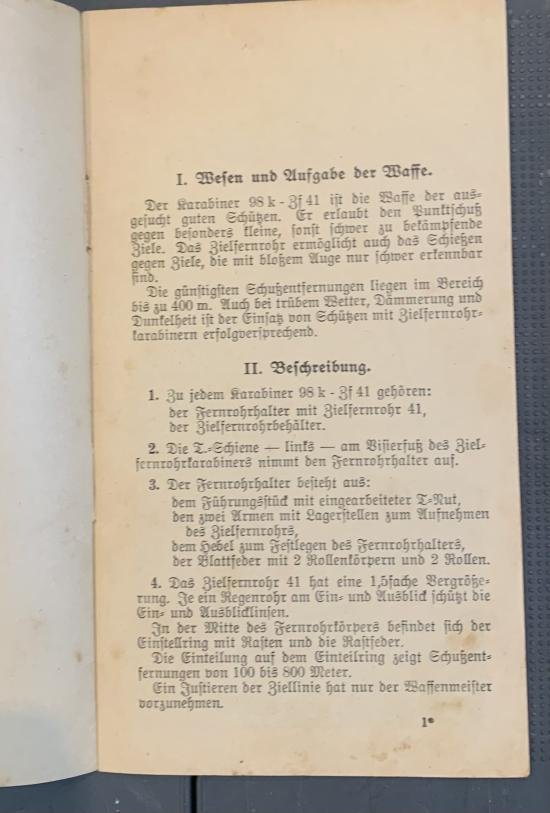 I. Wesen und Aufgabe der Waffe.
Der Karabiner 98 k - Zf 41 ist die Waffe der aus-
gesucht guten Schützen. Er erlaubt den Punktschuß
gegen besonders kleine, sonst schwer zu bekämpfende
Ziele. Das Zielfernrohr ermöglicht auch das Schießen
gegen Ziele, die mit bloßem Auge nur schwer erkennbar
sind.
Die günstigsten Schußentfernungen liegen im Bereich
bis zu 400 m. Auch bei trübem Wetter, Dämmerung und
Dunkelheit ist der Einsatz von Schützen mit Zielfernrohr-
karabinern erfolgversprechend.
II. Beschreibung.
1. Zu jedem Karabiner 98 k - Zf 41 gehören:
der Fernrohrhalter mit Zielfernrohr 41,
der Zielfernrohrbehälter.
2. Die T-Schiene — links — am Visierfuß des Ziel-
fernrohrkarabiners nimmt den Fernrohrhalter auf.
3. Der Fernrohrhalter besteht aus:
dem Führungsstück mit eingearbeiteter T-Nut,
den zwei Armen mit Lagerstellen zum Aufnehmen
des Zielfernrohrs,
dem Hebel zum Festlegen des Fernrohrhalters,
der Blattfeder mit 2 Rollenkörpern und 2 Rollen.
4. Das Zielfernrohr 41 hat eine 1,5fache Vergröße-
rung. Je ein Regenrohr am Ein- und Ausblick schützt die
Ein- und Ausblicklinsen.
In der Mitte des Fernrohrkörpers befindet sich der
Einstellring mit Rasten und die Rastfeder.
Die Einteilung auf dem Einteilring zeigt Schußent-
fernungen von 100 bis 800 Meter.
Ein Justieren der Ziellinie hat nur der Waffenmeister
vorzunehmen.
1*